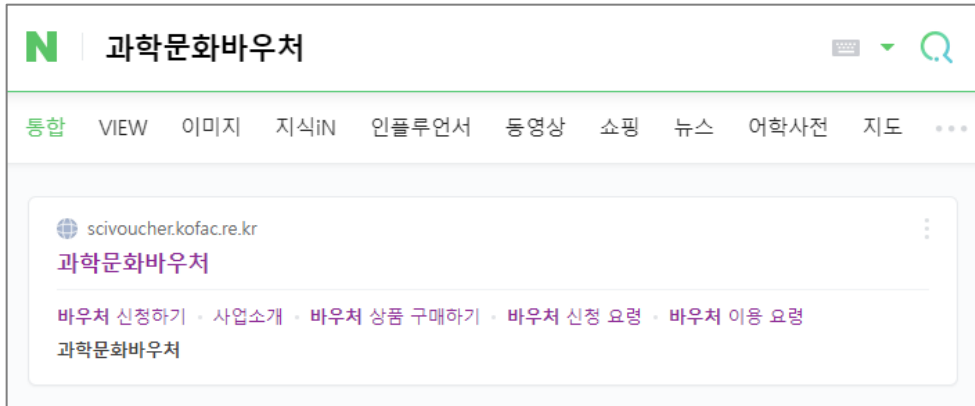 N 과학문화바우처
통합 VIEW 이미지 지식iN 인플루언서 동영상 쇼핑 뉴스 어학사전 지도
scivoucher.kofac.re.kr
과학문화바우처
바우처 신청하기 · 사업소개 · 바우처 상품 구매하기 · 바우처 신청 요령 · 바우처 이용 요령
과학문화바우처